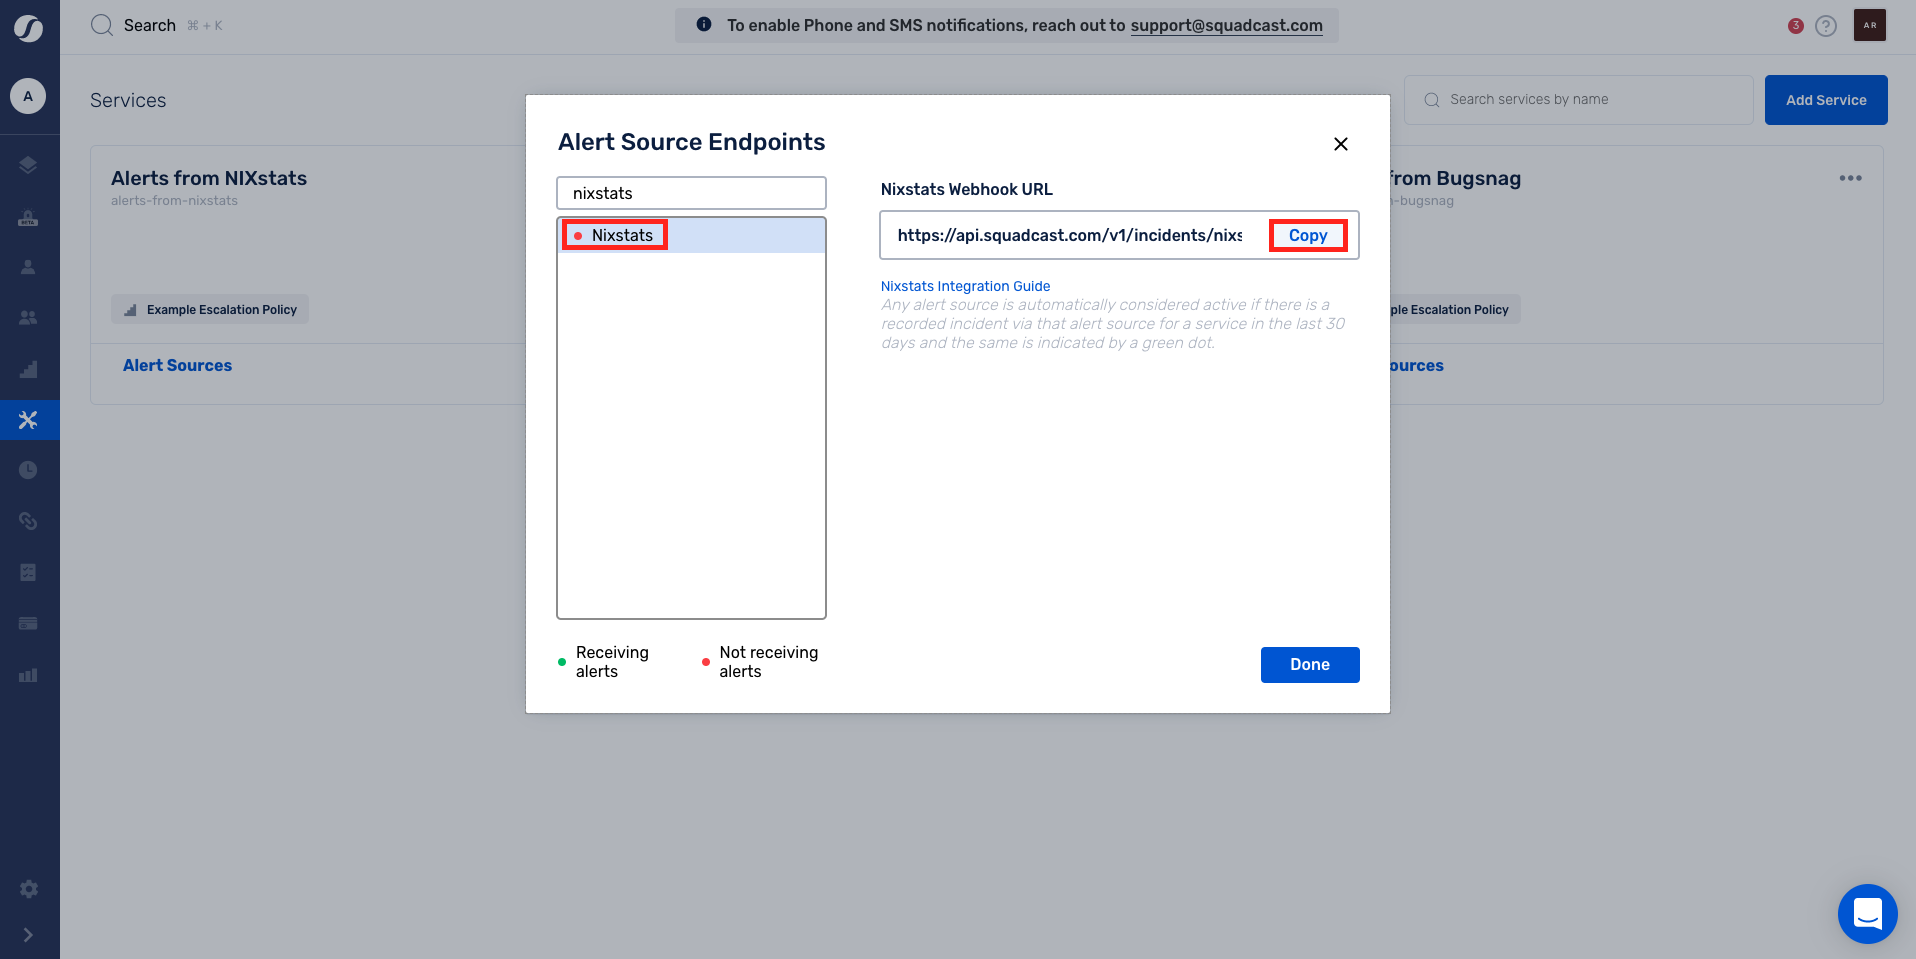 Search ⌘ + K
To enable Phone and SMS notifications, reach out to support@squadcast.com
3
?
AR
A
Services
Search services by name
Add Service
Alerts from NIXstats
alerts-from-nixstats
Example Escalation Policy
Alert Sources
Alert Source Endpoints
nixstats
Nixstats
Receiving
alerts
Not receiving
alerts
Nixstats Webhook URL
https://api.squadcast.com/v1/incidents/nixs
Copy
Nixstats Integration Guide
Any alert source is automatically considered active if there is a
recorded incident via that alert source for a service in the last 30
days and the same is indicated by a green dot.
Done
from Bugsnag
-bugsnag
ple Escalation Policy
ources